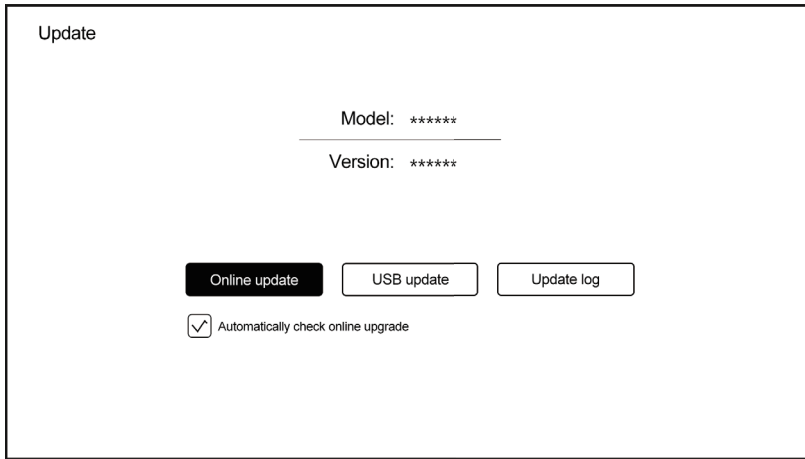 Update
Model: ******
Version: ******
Online update
USB update
Update log
Automatically check online upgrade